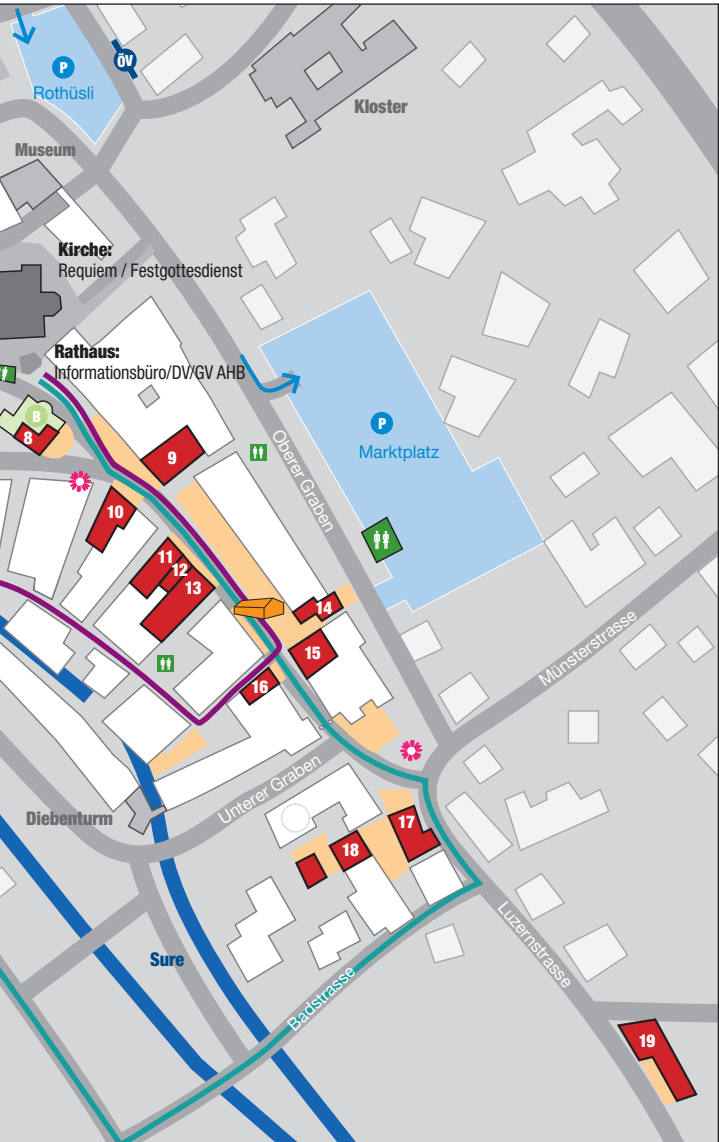 P
Rothüsli
ÖV
Kloster
Museum
Kirche:
Requiem / Festgottesdienst
Rathaus:
Informationsbüro/DV/GV AHB
B
8
9
P
Marktplatz
Oberer Graben
10
11
12
13
14
15
16
Münsterstrasse
Unterer Graben
Diebenturm
17
18
Sure
Luzernstrasse
Badstrasse
19